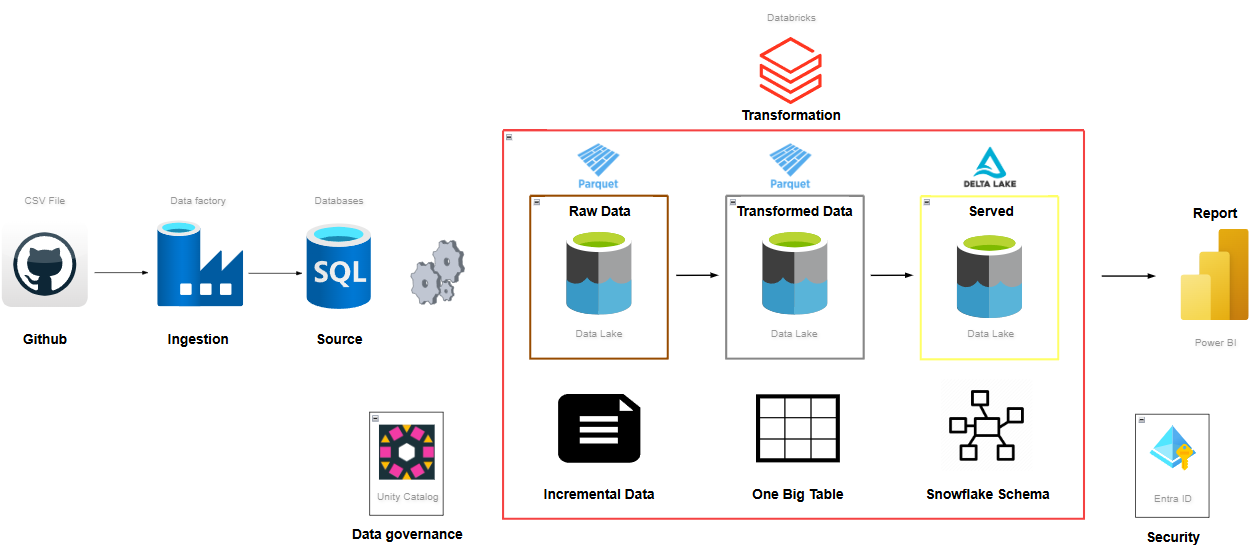 Databricks
Transformation
Parquet
Parquet
DELTA LAKE
CSV File
Data factory
Databases
Raw Data
Transformed Data
Served
Report
SQL
Data Lake
Data Lake
Data Lake
Github
Ingestion
Source
Power BI
Unity Catalog
Data governance
Incremental Data
One Big Table
Snowflake Schema
Entra ID
Security